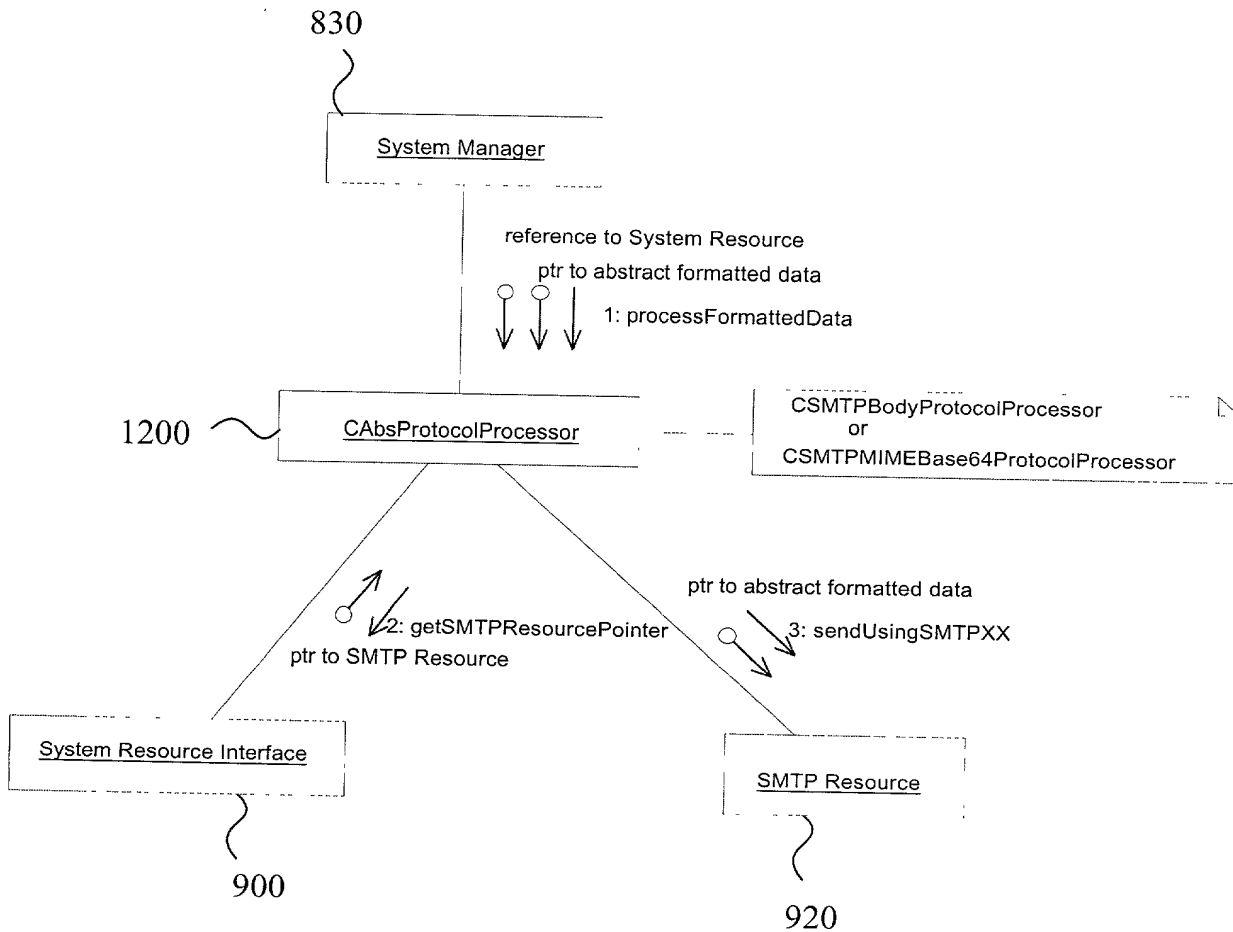 830
System Manager
reference to System Resource
ptr to abstract formatted data
1: processFormattedData
1200
CAbsProtocolProcessor
CSMTPBodyProtocolProcessor
or
CSMTPMIMEBase64ProtocolProcessor
ptr to abstract formatted data
2: getSMTPResourcePointer
3: sendUsingSMTPXX
ptr to SMTP Resource
System Resource Interface
SMTP Resource
900
920